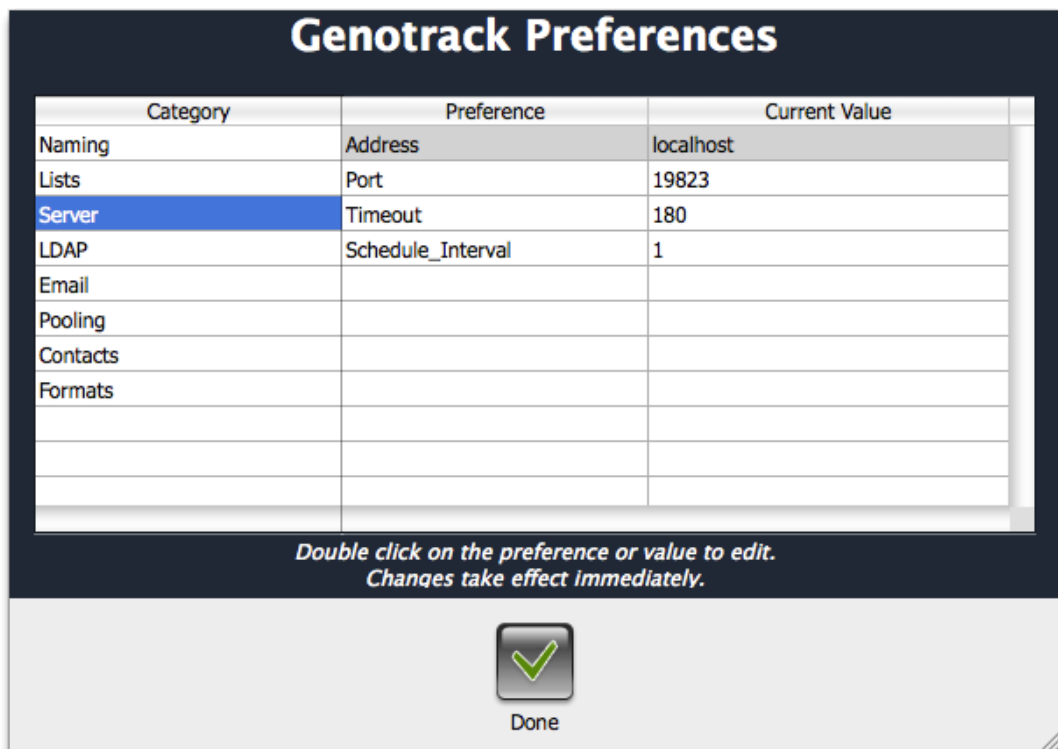 Genotrack Preferences
Category Preference Current Value
Naming Address localhost
Lists Port 19823
Server Timeout 180
LDAP Schedule_Interval 1
Email
Pooling
Contacts
Formats
Double click on the preference or value to edit.
Changes take effect immediately.
Done